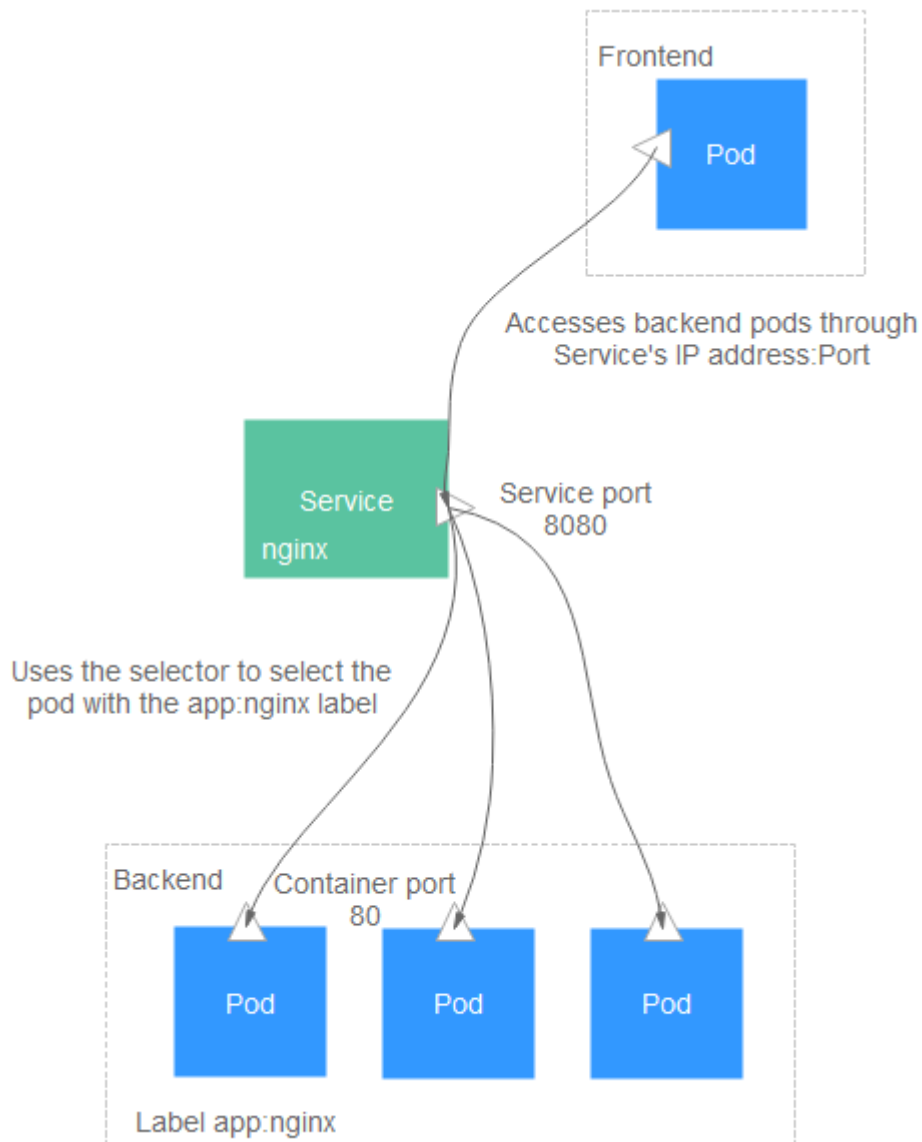 Frontend
Pod
Accesses backend pods through
Service's IP address:Port
Service
nginx
Service port
8080
Uses the selector to select the
pod with the app:nginx label
Backend
Container port
80
Pod
Pod
Pod
Label app:nginx